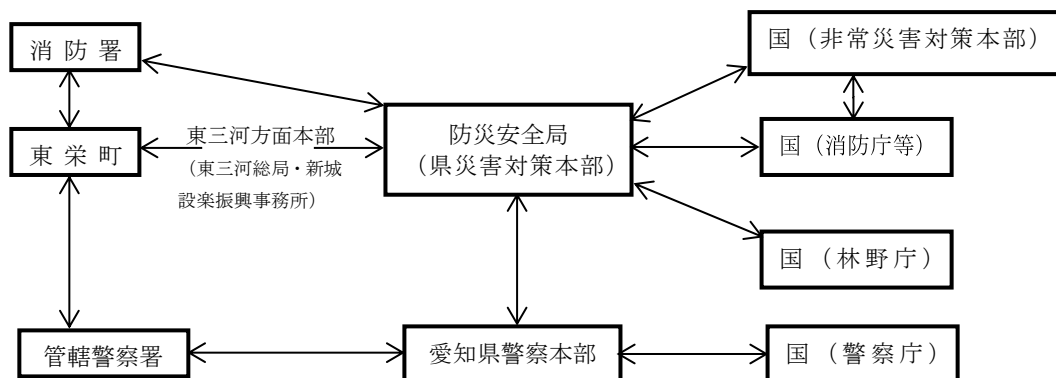 消防署
国（非常災害対策本部）
東栄町
東三河方面本部
（東三河総局・新城
設楽振興事務所）
防災安全局
（県災害対策本部）
国（消防庁等）
国（林野庁）
管轄警察署
愛知県警察本部
国（警察庁）